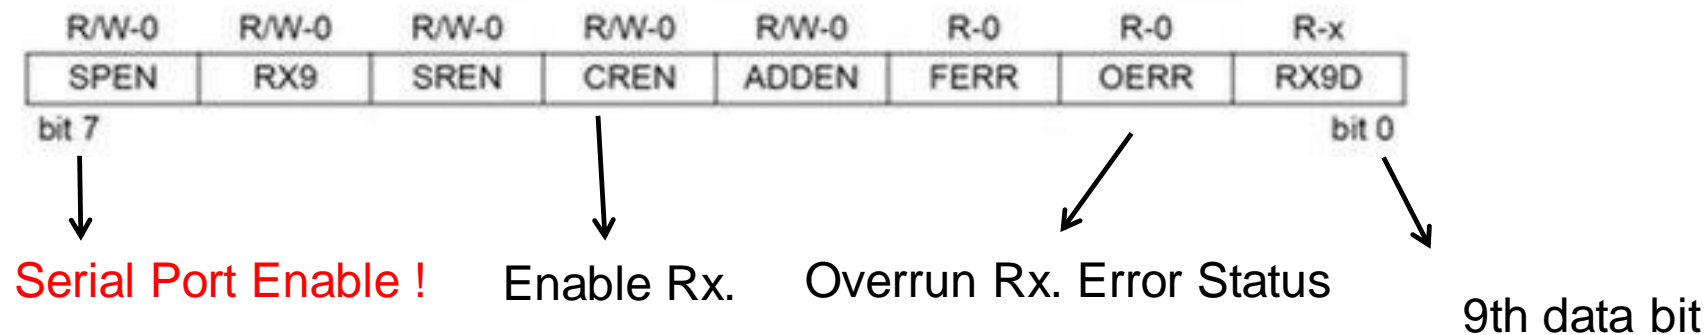 R/W-0 R/W-0 R/W-0 R/W-0 R/W-0 R-0 R-0 R-x
SPEN RX9 SREN CREN ADDEN FERR OERR RX9D
bit 7 bit 0
Serial Port Enable ! Enable Rx. Overrun Rx. Error Status
9th data bit